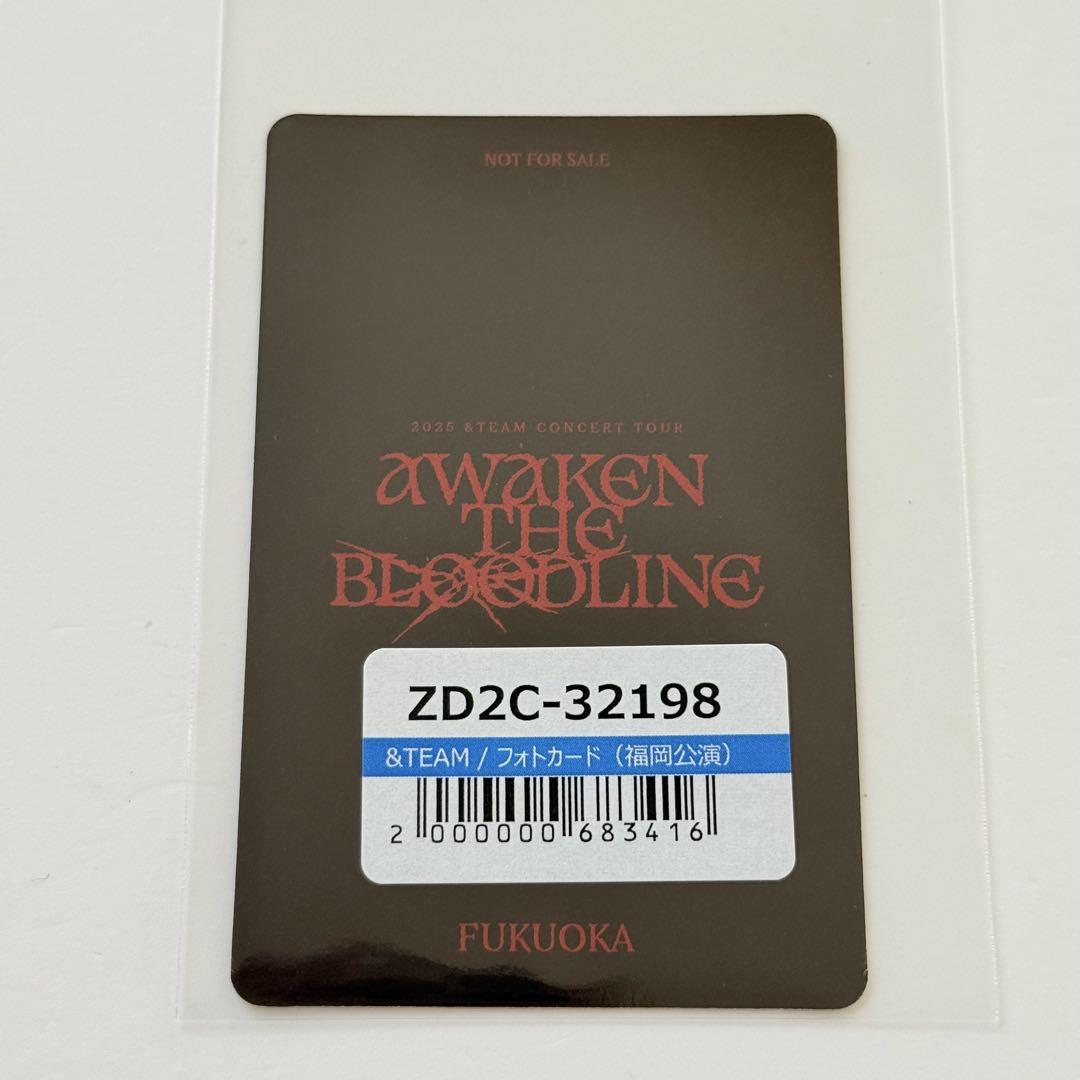 NOT FOR SALE
2025 &TEAM CONCERT TOUR
AWAKEN
THE
BLOODLINE
ZD2C-32198
&TEAM / フォトカード（福岡公演）
2 000000 683416
FUKUOKA